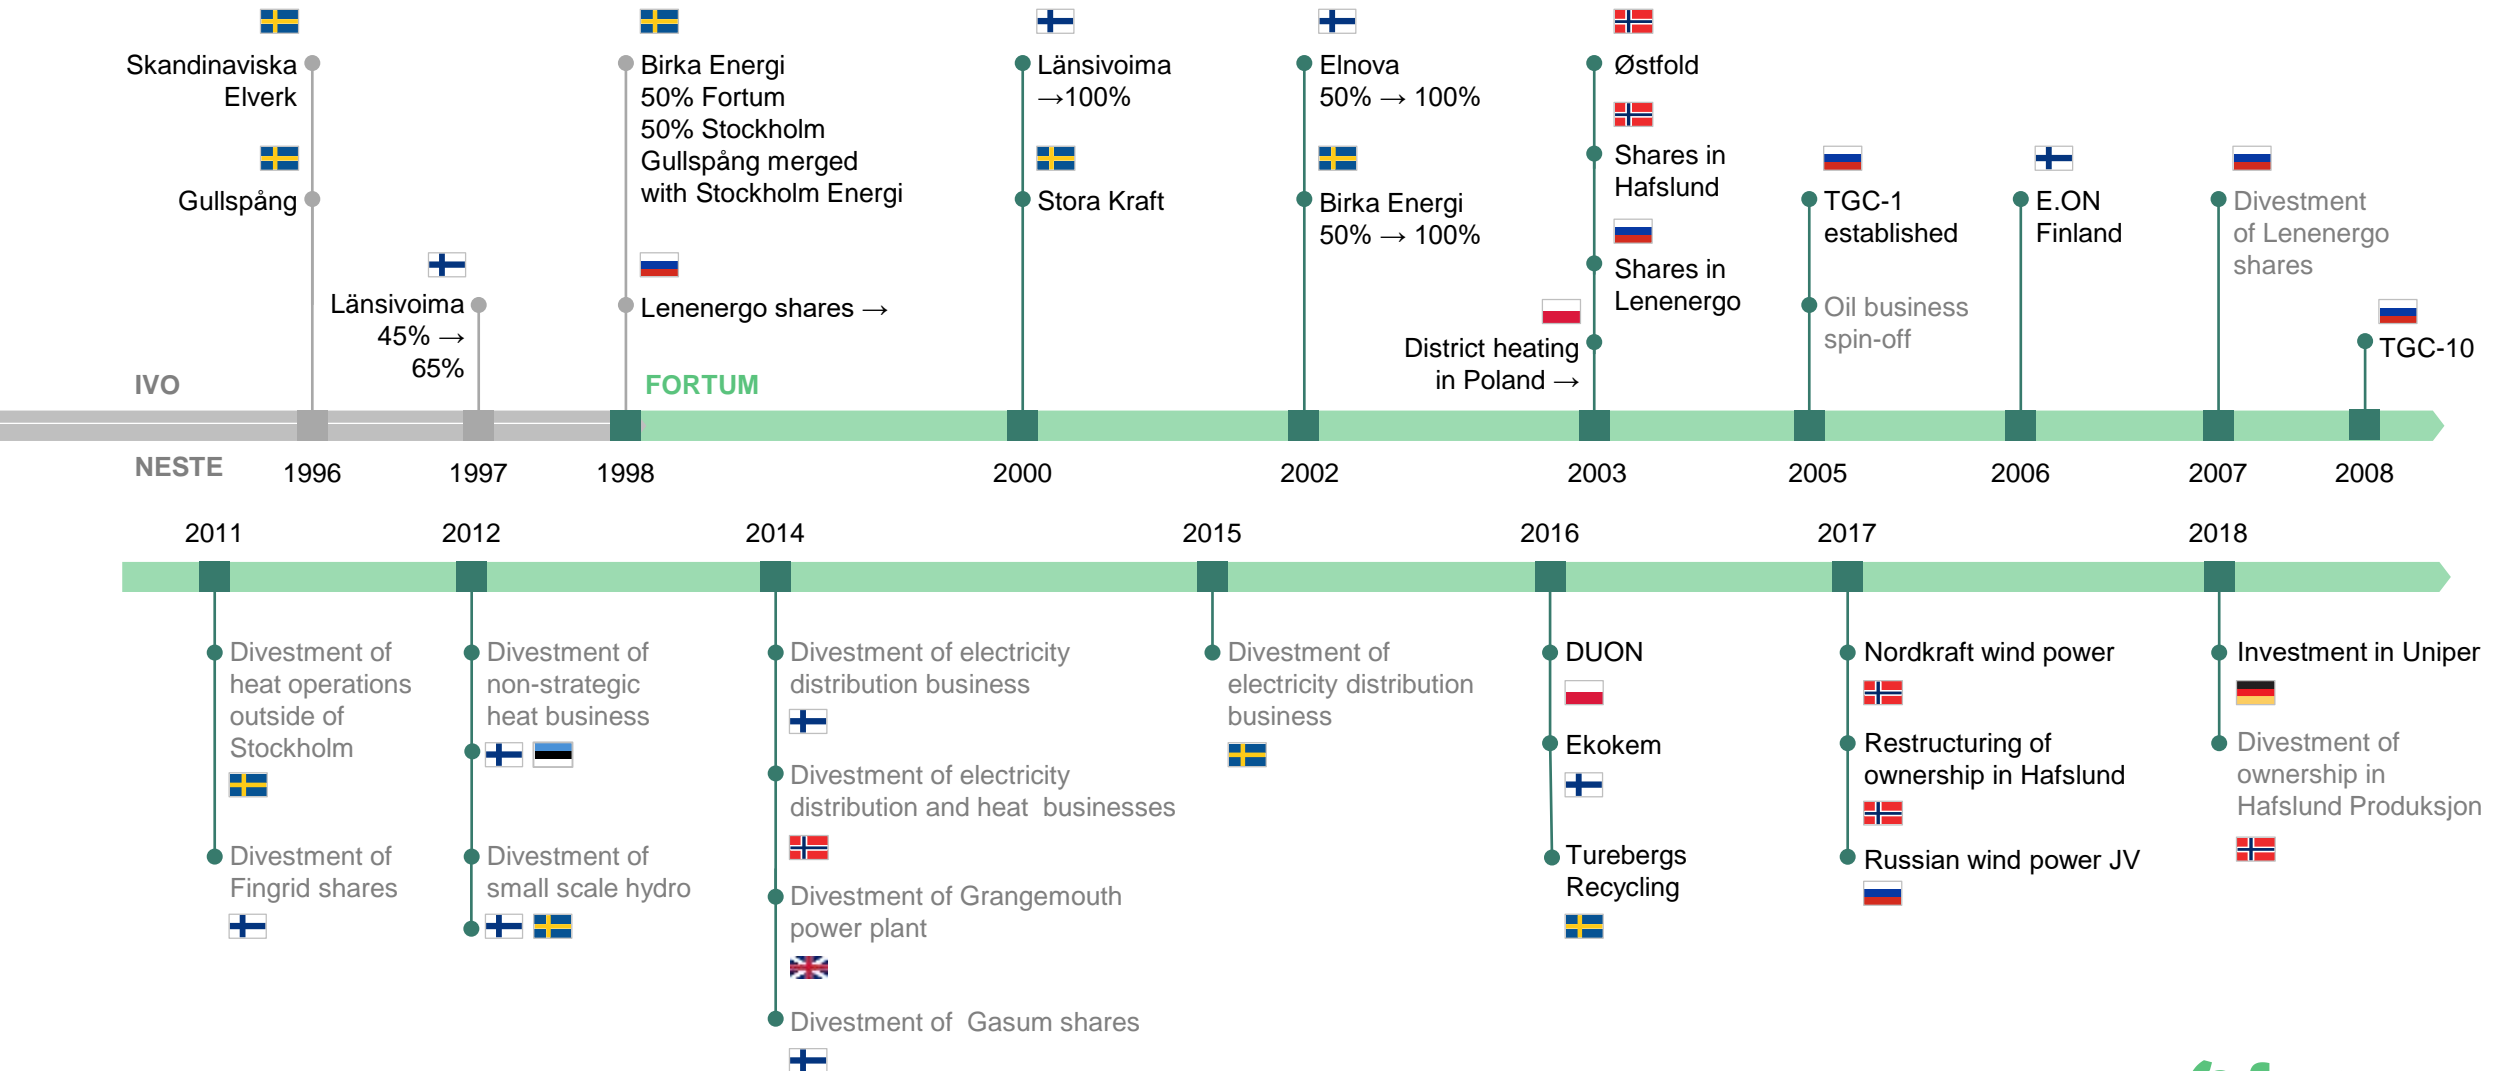 Skandinaviska
Elverk
Gullspång
Länsivoima
45% →
65%
Birka Energi
50% Fortum
50% Stockholm
Gullspång merged
with Stockholm Energi
Lenenergo shares →
Länsivoima
→100%
Stora Kraft
Elnova
50% → 100%
Birka Energi
50% → 100%
Østfold
Shares in
Hafslund
Shares in
Lenenergo
District heating
in Poland →
TGC-1
established
Oil business
spin-off
E.ON
Finland
Divestment
of Lenenergo
shares
TGC-10
IVO
FORTUM
NESTE
1996
1997
1998
2000
2002
2003
2005
2006
2007
2008
2011
2012
2014
2015
2016
2017
2018
Divestment of
heat operations
outside of
Stockholm
Divestment of
Fingrid shares
Divestment of
non-strategic
heat business
Divestment of
small scale hydro
Divestment of electricity
distribution business
Divestment of electricity
distribution and heat  businesses
Divestment of Grangemouth
power plant
Divestment of  Gasum shares
Divestment of
electricity distribution
business
DUON
Ekokem
Turebergs
Recycling
Nordkraft wind power
Restructuring of
ownership in Hafslund
Russian wind power JV
Investment in Uniper
Divestment of
ownership in
Hafslund Produksjon